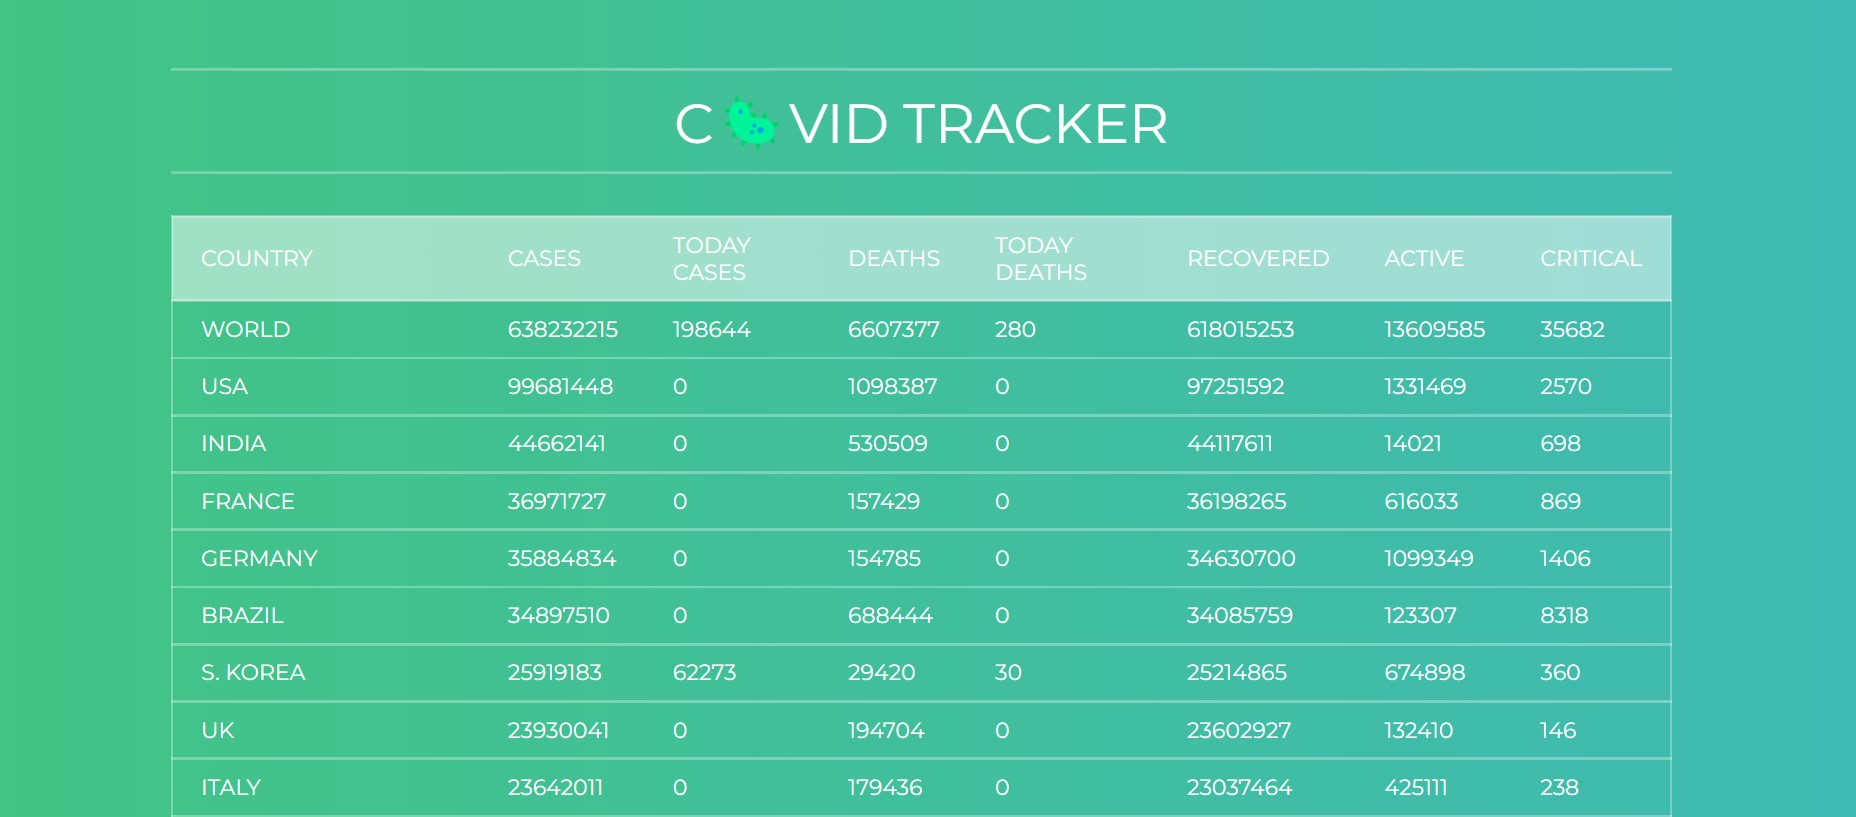 C VID TRACKER
COUNTRY CASES TODAY CASES DEATHS TODAY DEATHS RECOVERED ACTIVE CRITICAL
WORLD 638232215 198644 6607377 280 618015253 13609585 35682
USA 99681448 0 1098387 0 97251592 1331469 2570
INDIA 44662141 0 530509 0 44117611 14021 698
FRANCE 36971727 0 157429 0 36198265 616033 869
GERMANY 35884834 0 154785 0 34630700 1099349 1406
BRAZIL 34897510 0 688444 0 34085759 123307 8318
S. KOREA 25919183 62273 29420 30 25214865 674898 360
UK 23930041 0 194704 0 23602927 132410 146
ITALY 23642011 0 179436 0 23037464 425111 238